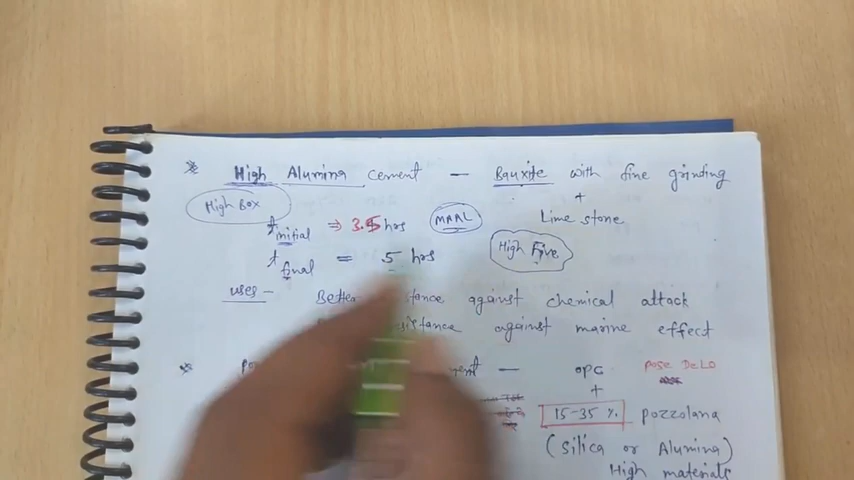 High Alumina cement — Bauxite with fine grinding
High Box
+
Lime stone
t initial ⇒ 3.5 hrs
MAAL
t final = 5 hrs
High Five
uses - Better against chemical attack
against marine effect
— OPC
POSE DeLO
+
15-35 % pozzolana
(Silica or Alumina)
High materials